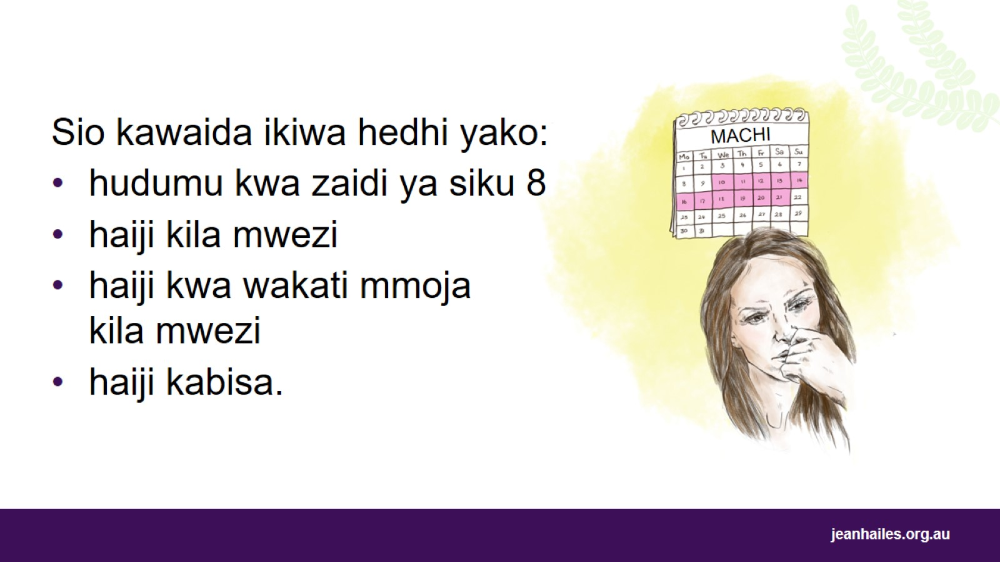 Sio kawaida ikiwa hedhi yako:
• hudumu kwa zaidi ya siku 8
• haiji kila mwezi
• haiji kwa wakati mmoja
kila mwezi
• haiji kabisa.
MACHI
Mo Tu We Th Fr Sa Su
1 2 3 4 5 6 7
8 9 10 11 12 13 14
16 17 18 19 20 21 22
23 24 25 26 27 28 29
30 31
jeanhailes.org.au